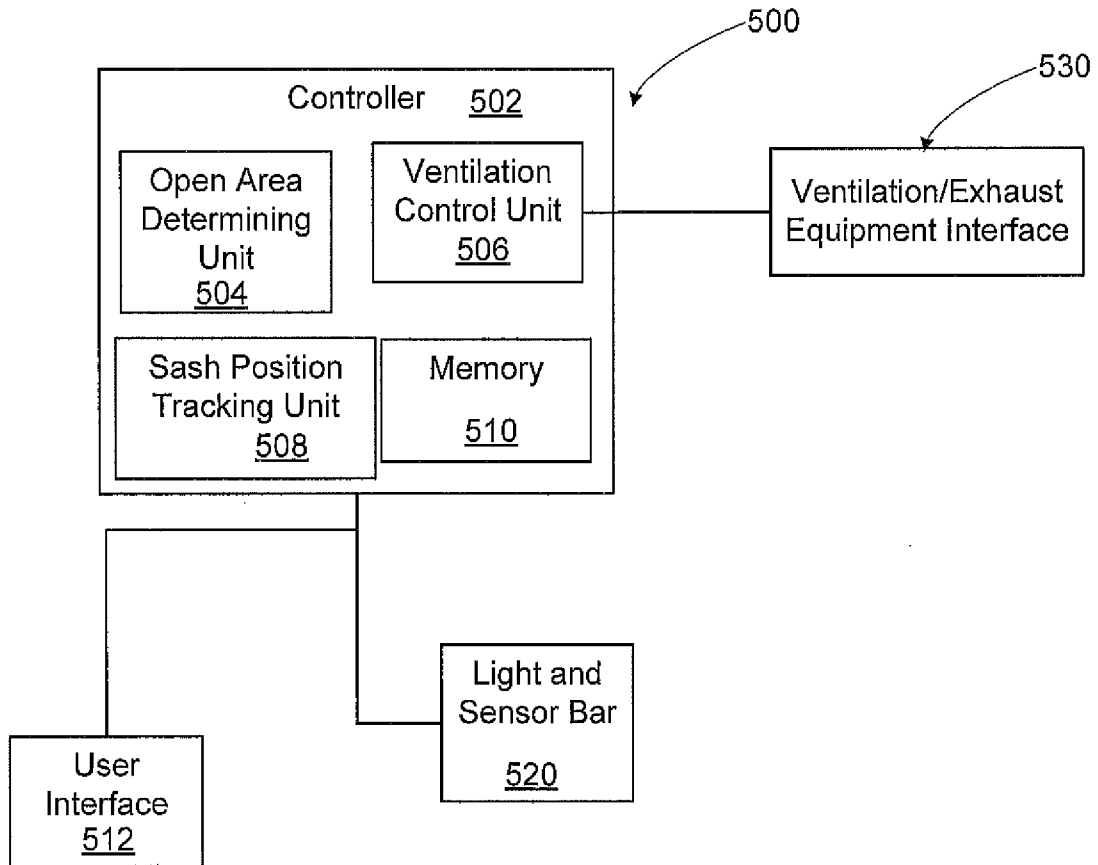 500
530
Controller 502
Open Area
Determining
Unit
504
Ventilation
Control Unit
506
Ventilation/Exhaust
Equipment Interface
Sash Position
Tracking Unit
508
Memory
510
Light and
Sensor Bar
520
User
Interface
512